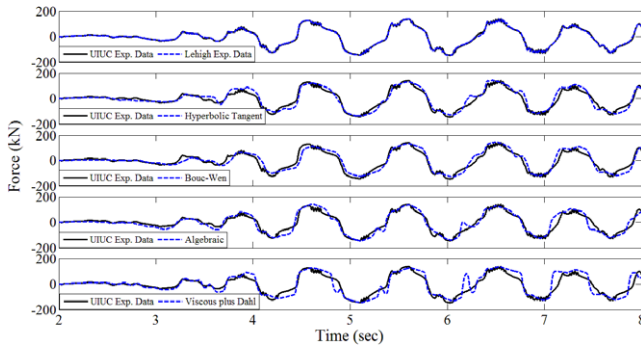 200
0
-200
UIUC Exp. Data Lehigh Exp. Data
200
0
-200
UIUC Exp. Data Hyperbolic Tangent
200
0
-200
UIUC Exp. Data Bouc-Wen
200
0
-200
UIUC Exp. Data Algebraic
200
0
-200
UIUC Exp. Data Viscous plus Dahl
2 3 4 5 6 7 8
Time (sec)
Force (kN)